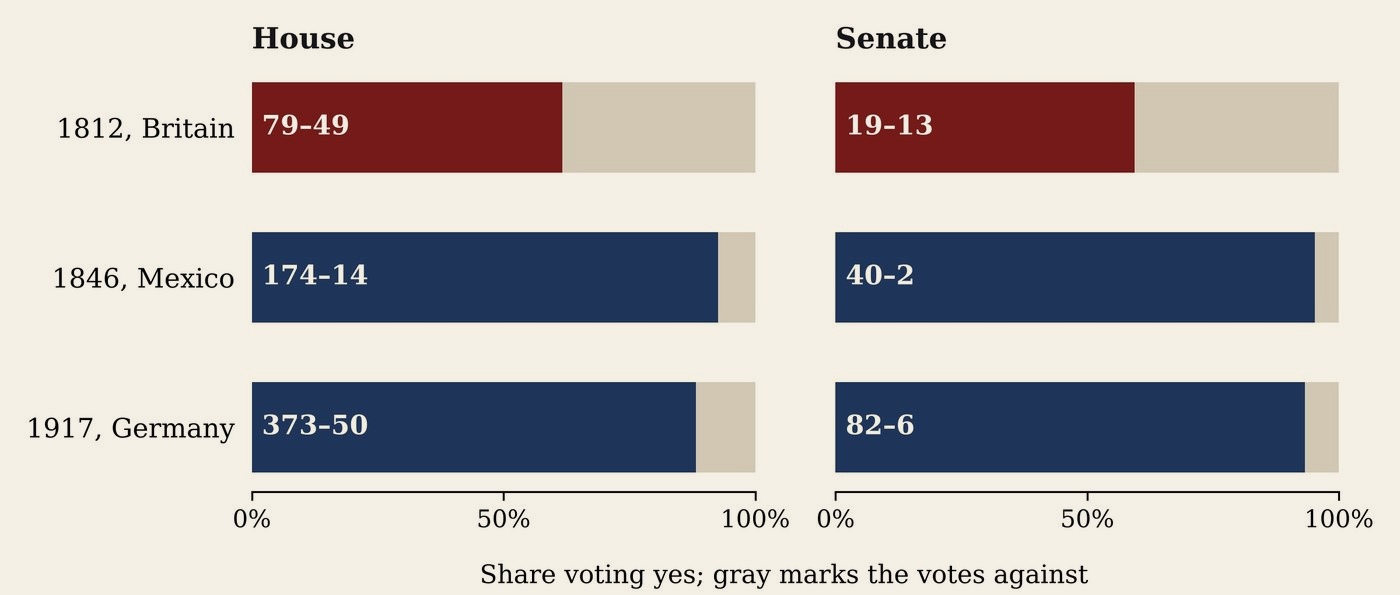 House Senate
1812, Britain 79–49 19–13
1846, Mexico 174–14 40–2
1917, Germany 373–50 82–6
0% 50% 100% 0% 50% 100%
Share voting yes; gray marks the votes against